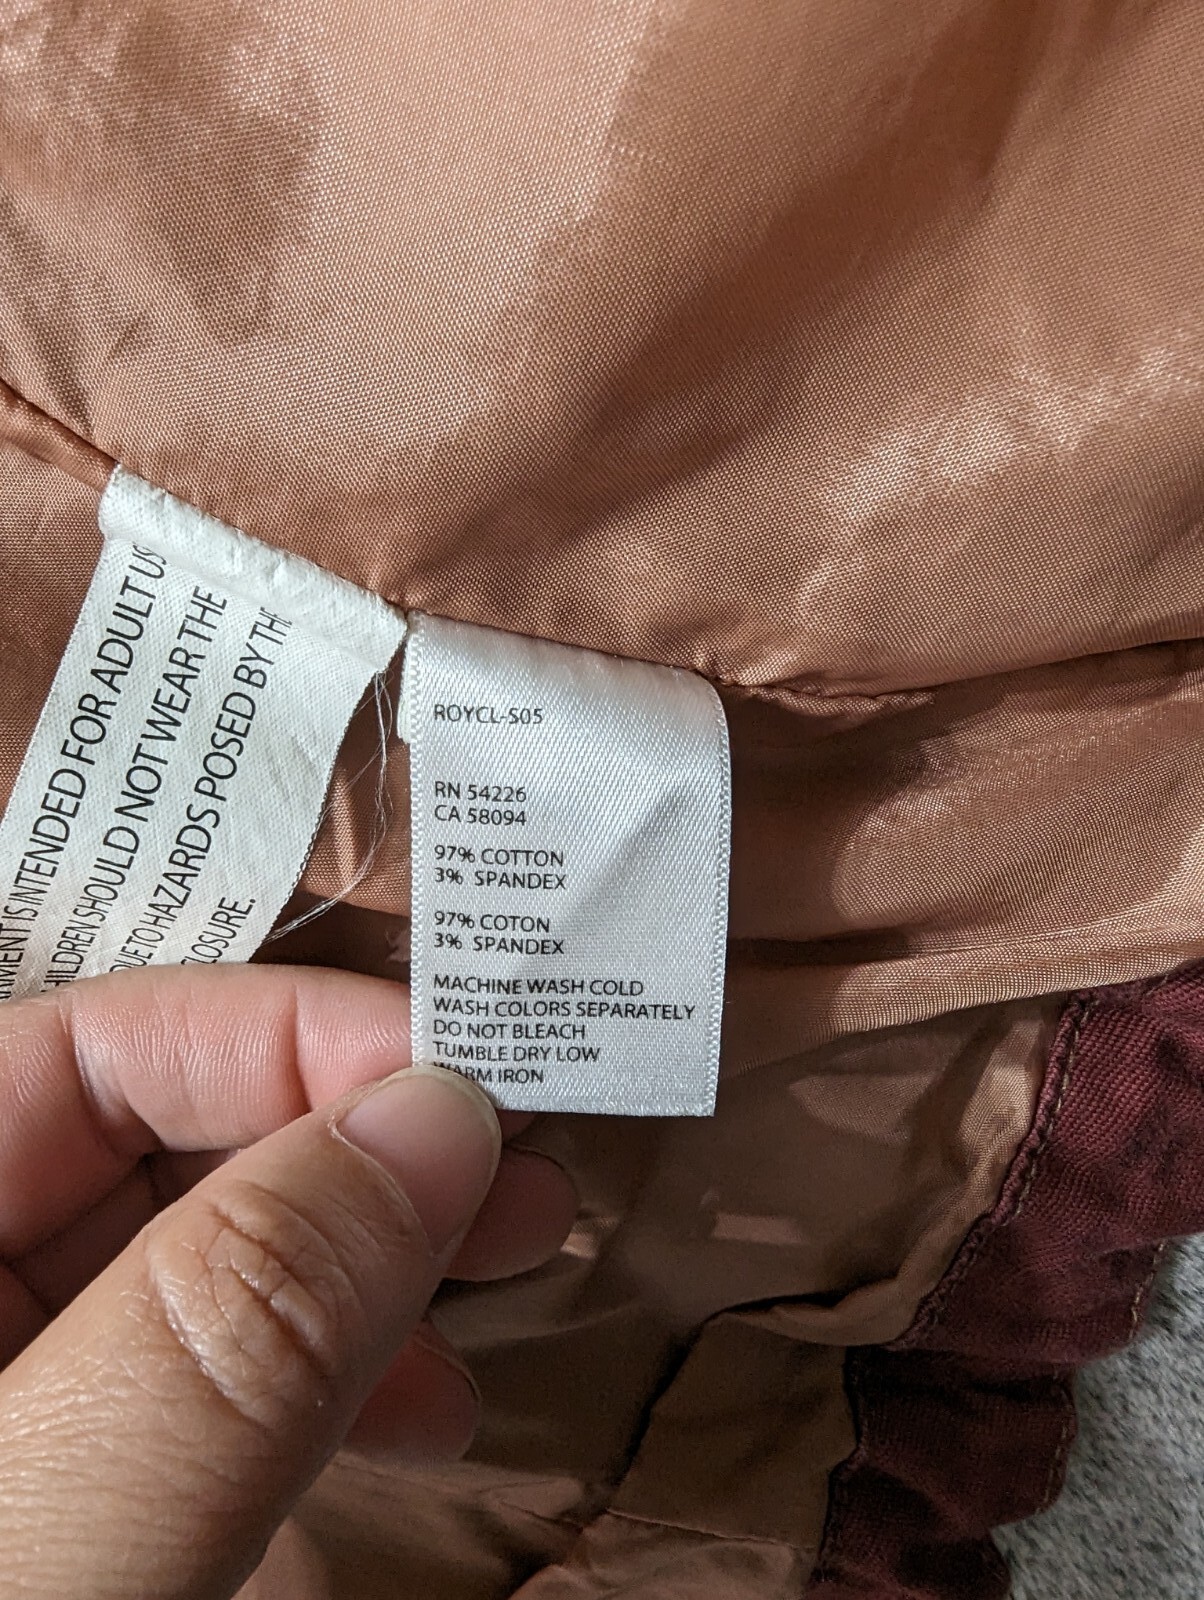 IS INTENDED FOR ADULT
SHOULD NOT WEAR THE
DUE TO HAZARDS POSED BY THE
ROYCL-S05
RN 54226
CA 58094
97% COTTON
3% SPANDEX
97% COTON
3% SPANDEX
MACHINE WASH COLD
WASH COLORS SEPARATELY
DO NOT BLEACH
TUMBLE DRY LOW
WARM IRON